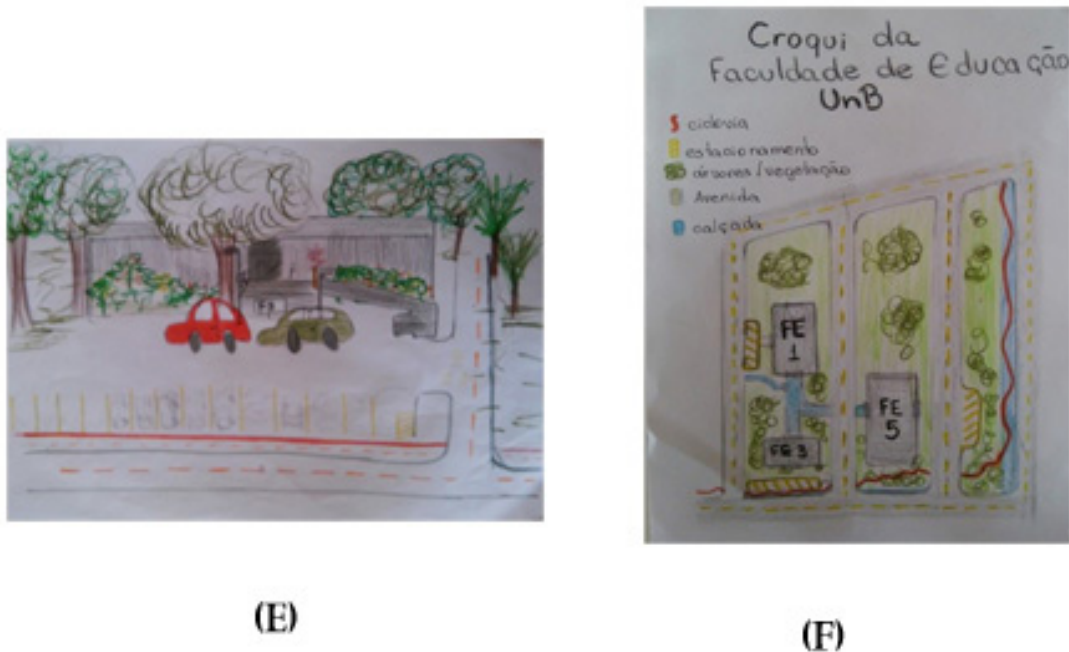 Croqui da
Faculdade de Educação
UnB
ciclovia
estacionamento
árvores/vegetação
Avenida
calçada
FE
1
FE
5
FE 3
(E)
(F)